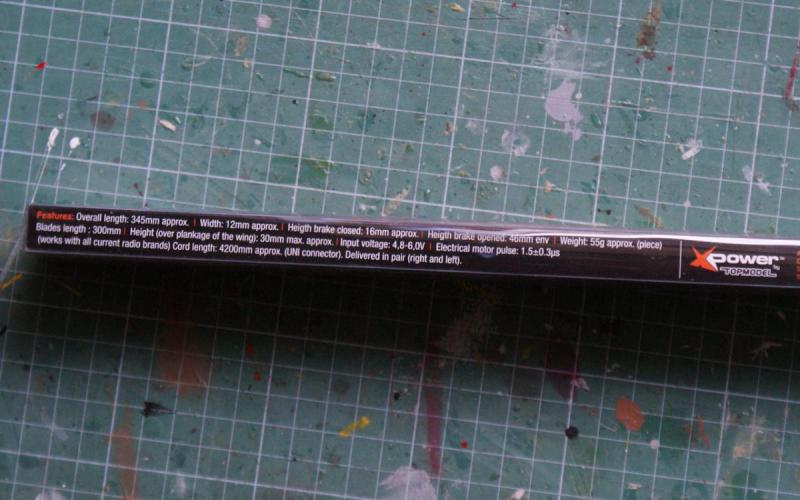 Features: Overall length: 345mm approx. | Width: 12mm approx. | Heigth brake closed: 16mm approx. | Heigth brake opened: 46mm env | Weight: 55g approx. (piece)
Blades length : 300mm | Height (over plankage of the wing): 30mm max. approx. | Input voltage: 4,8-6,0V | Electrical motor pulse: 1.5±0.3µs
(works with all current radio brands) Cord length: 4200mm approx. (UNI connector). Delivered in pair (right and left).
Xpower™
TOPMODEL